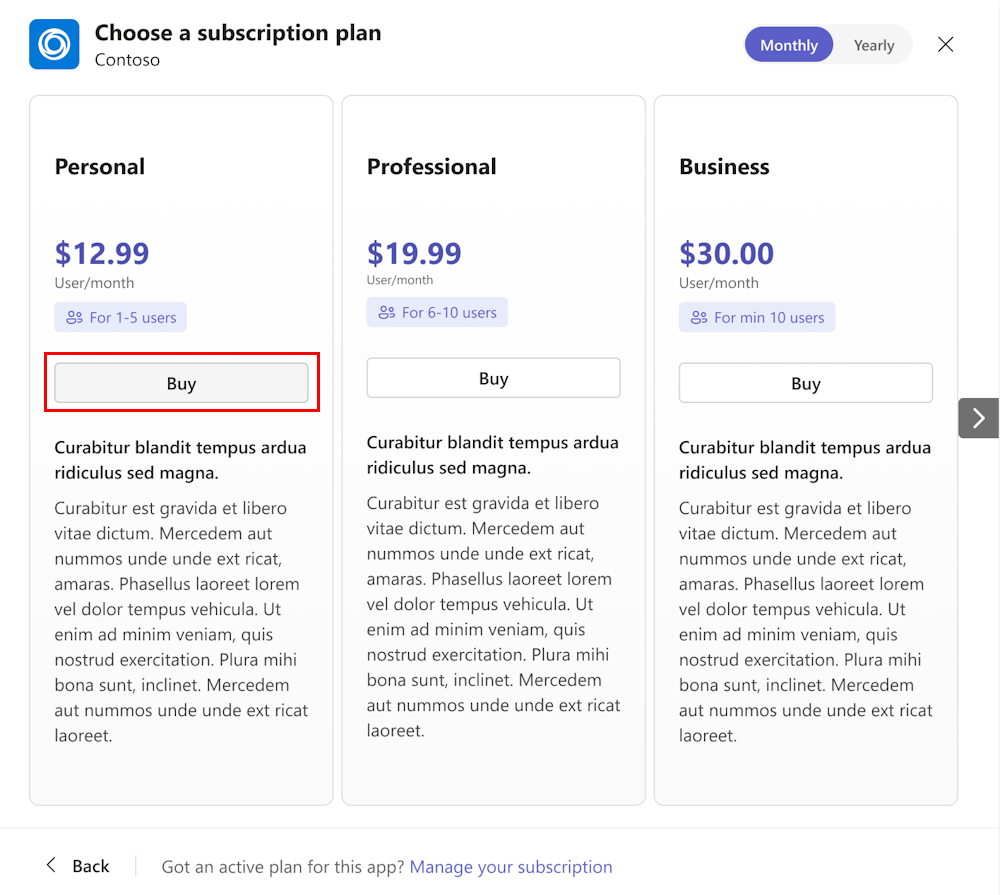 Choose a subscription plan
Contoso
Monthly
Yearly
Personal
$12.99
User/month
For 1-5 users
Buy
Curabitur blandit tempus ardua
ridiculus sed magna.
Curabitur est gravida et libero
vitae dictum. Mercedem aut
nummos unde unde ext ricat,
amaras. Phasellus laoreet lorem
vel dolor tempus vehicula. Ut
enim ad minim veniam, quis
nostrud exercitation. Plura mihi
bona sunt, inclinet. Mercedem
aut nummos unde unde ext ricat
laoreet.
Professional
$19.99
User/month
For 6-10 users
Buy
Curabitur blandit tempus ardua
ridiculus sed magna.
Curabitur est gravida et libero
vitae dictum. Mercedem aut
nummos unde unde ext ricat,
amaras. Phasellus laoreet lorem
vel dolor tempus vehicula. Ut
enim ad minim veniam, quis
nostrud exercitation. Plura mihi
bona sunt, inclinet. Mercedem
aut nummos unde unde ext ricat
laoreet.
Business
$30.00
User/month
For min 10 users
Buy
Curabitur blandit tempus ardua
ridiculus sed magna.
Curabitur est gravida et libero
vitae dictum. Mercedem aut
nummos unde unde ext ricat,
amaras. Phasellus laoreet lorem
vel dolor tempus vehicula. Ut
enim ad minim veniam, quis
nostrud exercitation. Plura mihi
bona sunt, inclinet. Mercedem
aut nummos unde unde ext ricat
laoreet.
Back
Got an active plan for this app? Manage your subscription